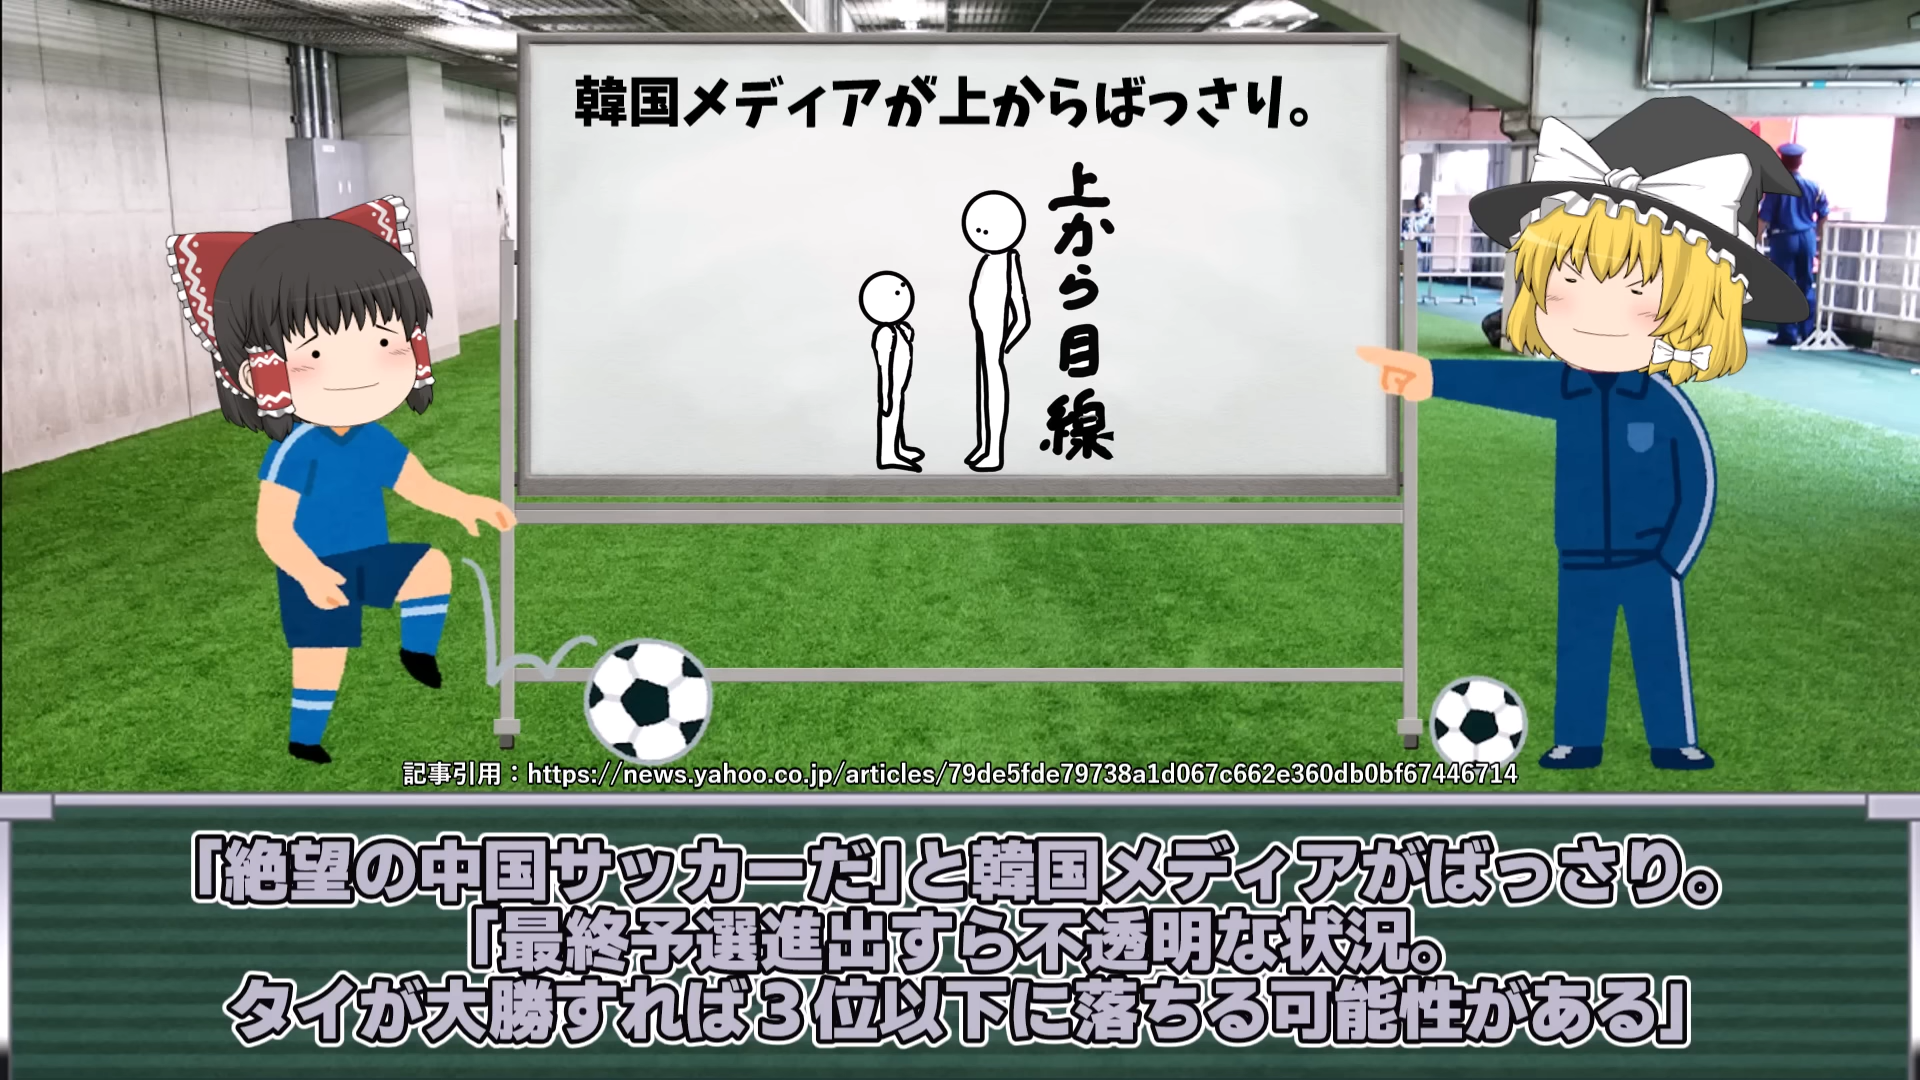 韓国メディアが上からばっさり。
上から目線
記事引用：https://news.yahoo.co.jp/articles/79de5fde79738a1d067c662e360db0bf67446714
「絶望の中国サッカーだ」と韓国メディアがばっさり。
「最終予選進出すら不透明な状況。
タイが大勝すれば３位以下に落ちる可能性がある」